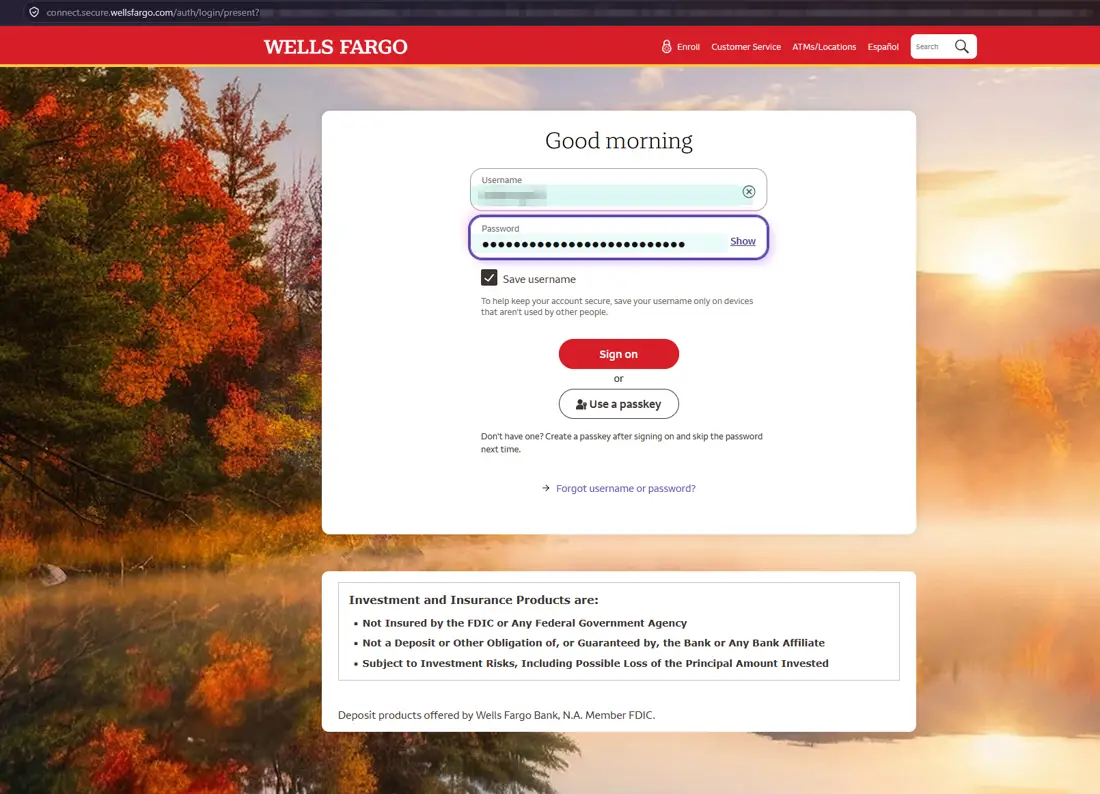 connect.secure.wellsfargo.com/auth/login/present?
WELLS FARGO
Enroll Customer Service ATMs/Locations Español Search
Good morning
Username
Password
●●●●●●●●●●●●●●●●●●●●●●●●●● Show
Save username
To help keep your account secure, save your username only on devices
that aren't used by other people.
Sign on
or
Use a passkey
Don't have one? Create a passkey after signing on and skip the password
next time.
→ Forgot username or password?
Investment and Insurance Products are:
▪ Not Insured by the FDIC or Any Federal Government Agency
▪ Not a Deposit or Other Obligation of, or Guaranteed by, the Bank or Any Bank Affiliate
▪ Subject to Investment Risks, Including Possible Loss of the Principal Amount Invested
Deposit products offered by Wells Fargo Bank, N.A. Member FDIC.